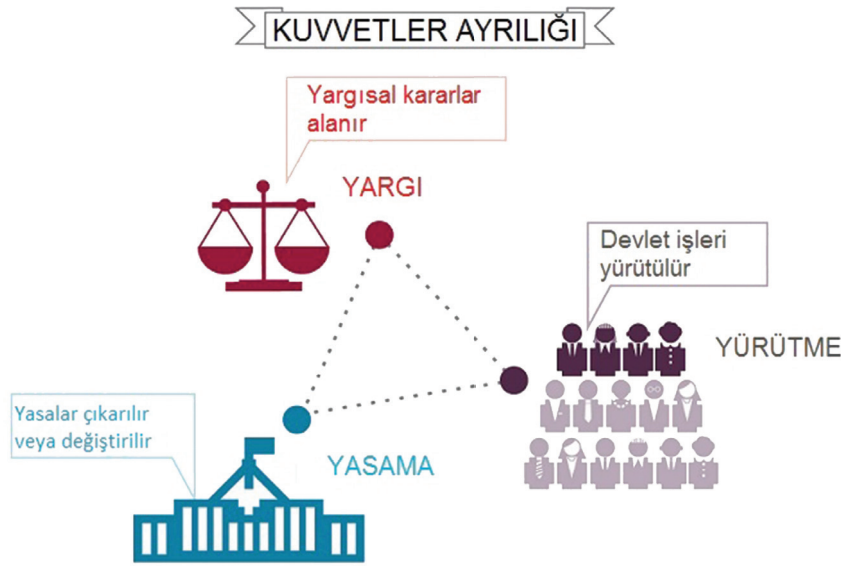 KUVVETLER AYRILIĞI
Yargısal kararlar
alanır
YARGI
Devlet işleri
yürütülür
YÜRÜTME
Yasalar çıkarılır
veya değiştirilir
YASAMA